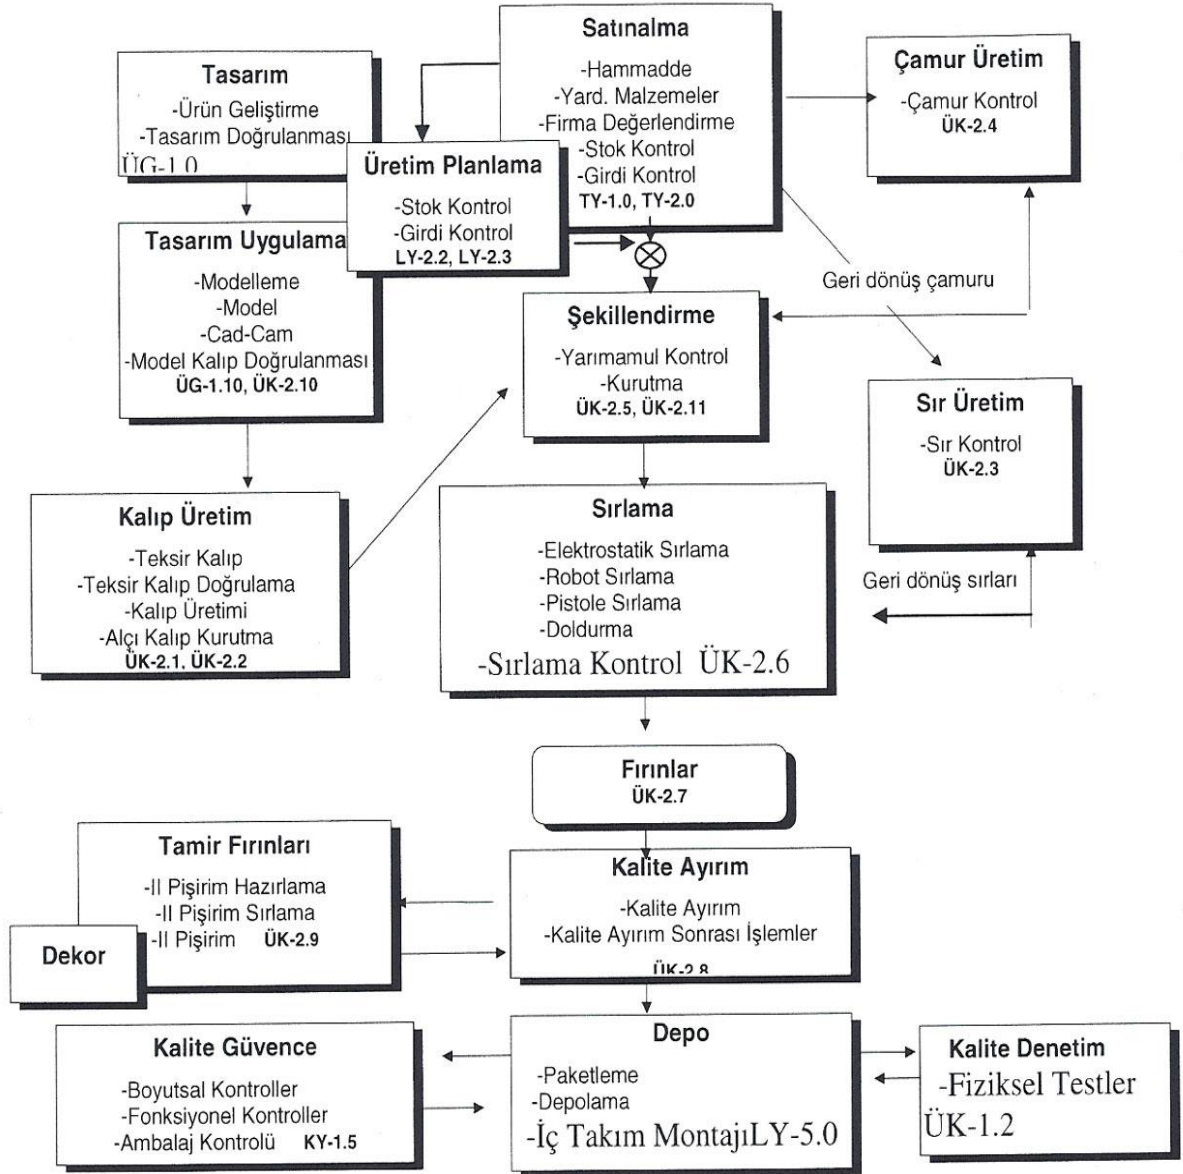 Satınalma
-Hammadde
-Yard. Malzemeler
-Firma Değerlendirme
-Stok Kontrol
-Girdi Kontrol
TY-1.0, TY-2.0
Tasarım
-Ürün Geliştirme
-Tasarım Doğrulanması
ÜG-1.0
Çamur Üretim
-Çamur Kontrol
ÜK-2.4
Üretim Planlama
-Stok Kontrol
-Girdi Kontrol
LY-2.2, LY-2.3
Tasarım Uygulama
-Modelleme
-Model
-Cad-Cam
-Model Kalıp Doğrulanması
ÜG-1.10, ÜK-2.10
Geri dönüş çamuru
Şekillendirme
-Yarımamul Kontrol
-Kurutma
ÜK-2.5, ÜK-2.11
Sır Üretim
-Sır Kontrol
ÜK-2.3
Kalıp Üretim
-Teksir Kalıp
-Teksir Kalıp Doğrulama
-Kalıp Üretimi
-Alçı Kalıp Kurutma
ÜK-2.1, ÜK-2.2
Sırlama
-Elektrostatik Sırlama
-Robot Sırlama
-Pistole Sırlama
-Doldurma
-Sırlama Kontrol ÜK-2.6
Geri dönüş sırları
Fırınlar
ÜK-2.7
Tamir Fırınları
-II Pişirim Hazırlama
-II Pişirim Sırlama
-II Pişirim ÜK-2.9
Dekor
Kalite Ayırım
-Kalite Ayırım
-Kalite Ayırım Sonrası İşlemler
ÜK-2.8
Kalite Güvence
-Boyutsal Kontroller
-Fonksiyonel Kontroller
-Ambalaj Kontrolü KY-1.5
Depo
-Paketleme
-Depolama
-İç Takım MontajıLY-5.0
Kalite Denetim
-Fiziksel Testler
ÜK-1.2